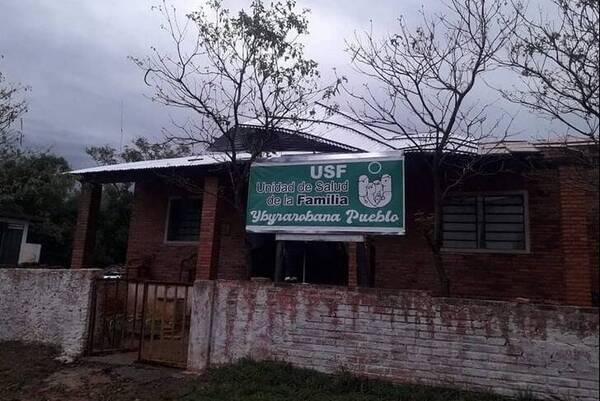 USF
Unidad de Salud
de la Familia
Ybyrarobana Pueblo